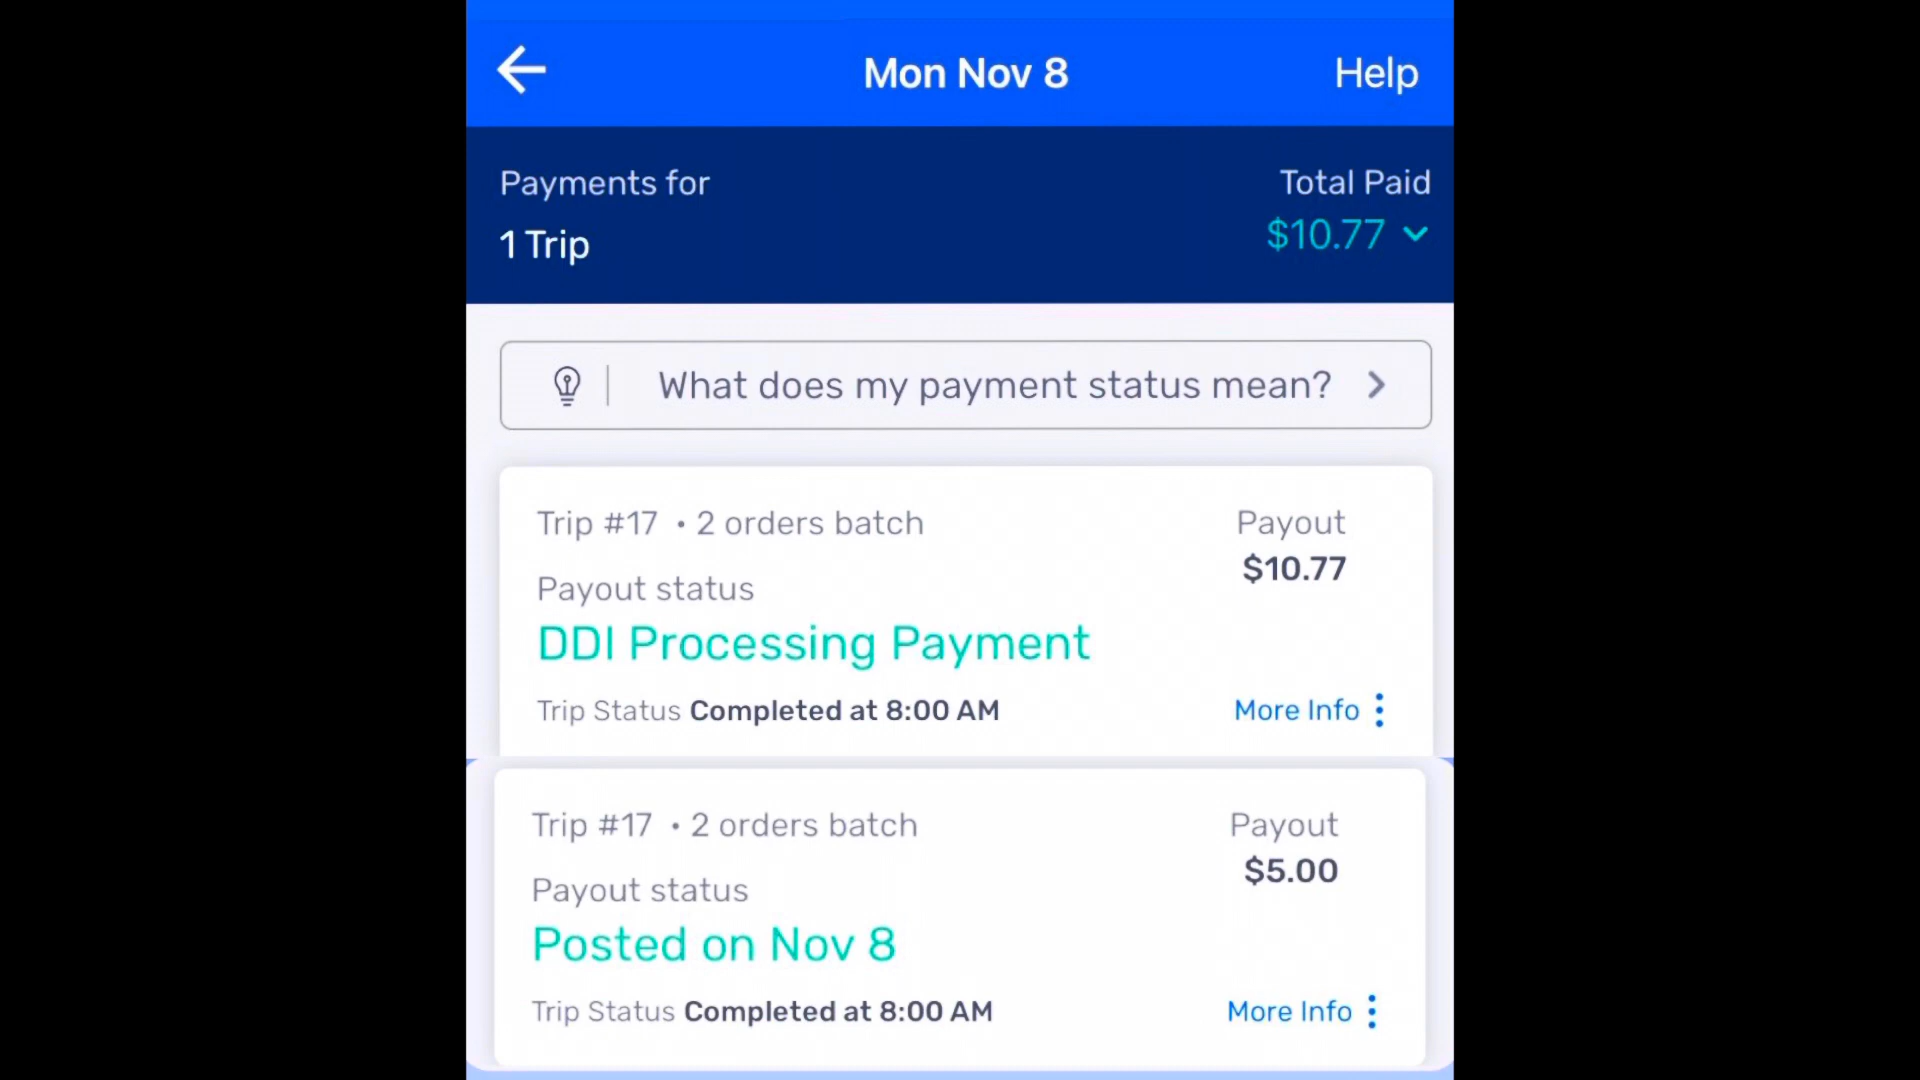 Mon Nov 8
Help
Payments for
Total Paid
1 Trip
$10.77
What does my payment status mean?
Trip #17 • 2 orders batch
Payout
$10.77
Payout status
DDI Processing Payment
Trip Status Completed at 8:00 AM
More Info
Trip #17 • 2 orders batch
Payout
$5.00
Payout status
Posted on Nov 8
Trip Status Completed at 8:00 AM
More Info